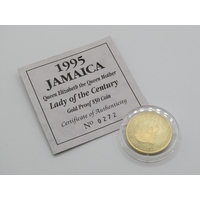 1995
JAMAICA
Queen Elizabeth the Queen Mother
Lady of the Century
Gold Proof $50 Coin
Certificate of Authenticity
No 0272